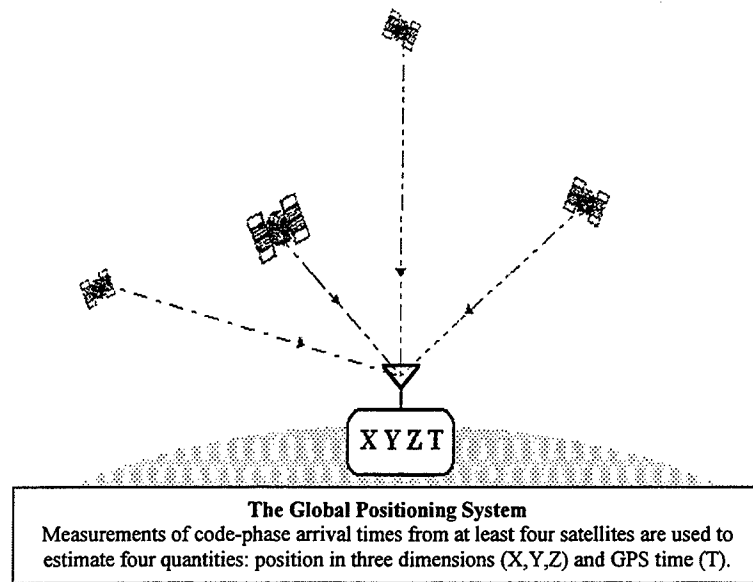 X Y Z T
The Global Positioning System
Measurements of code-phase arrival times from at least four satellites are used to
estimate four quantities: position in three dimensions (X,Y,Z) and GPS time (T).